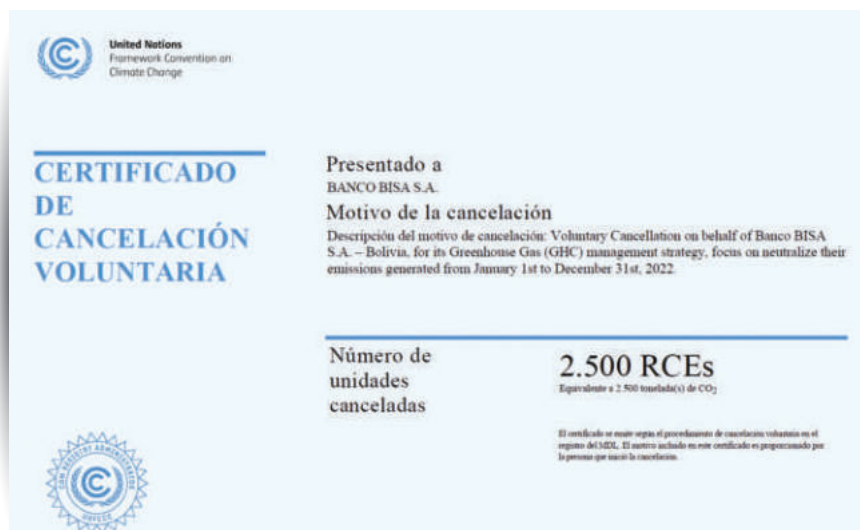 United Nations
Framework Convention on
Climate Change
CERTIFICADO
DE
CANCELACIÓN
VOLUNTARIA
Presentado a
BANCO BISA S.A.
Motivo de la cancelación
Descripción del motivo de cancelación: Voluntary Cancellation on behalf of Banco BISA
S.A. – Bolivia, for its Greenhouse Gas (GHC) management strategy, focus on neutralize their
emissions generated from January 1st to December 31st, 2022.
Número de
unidades
canceladas
2.500 RCEs
Equivalente a 2.500 tonelada(s) de CO₂
El certificado se emite según el procedimiento de cancelación voluntaria en el
registro del MDL. El motivo incluido en este certificado es proporcionado por
la persona que inició la cancelación.
CDM REGISTRY ADMINISTRATOR
UNFCCC